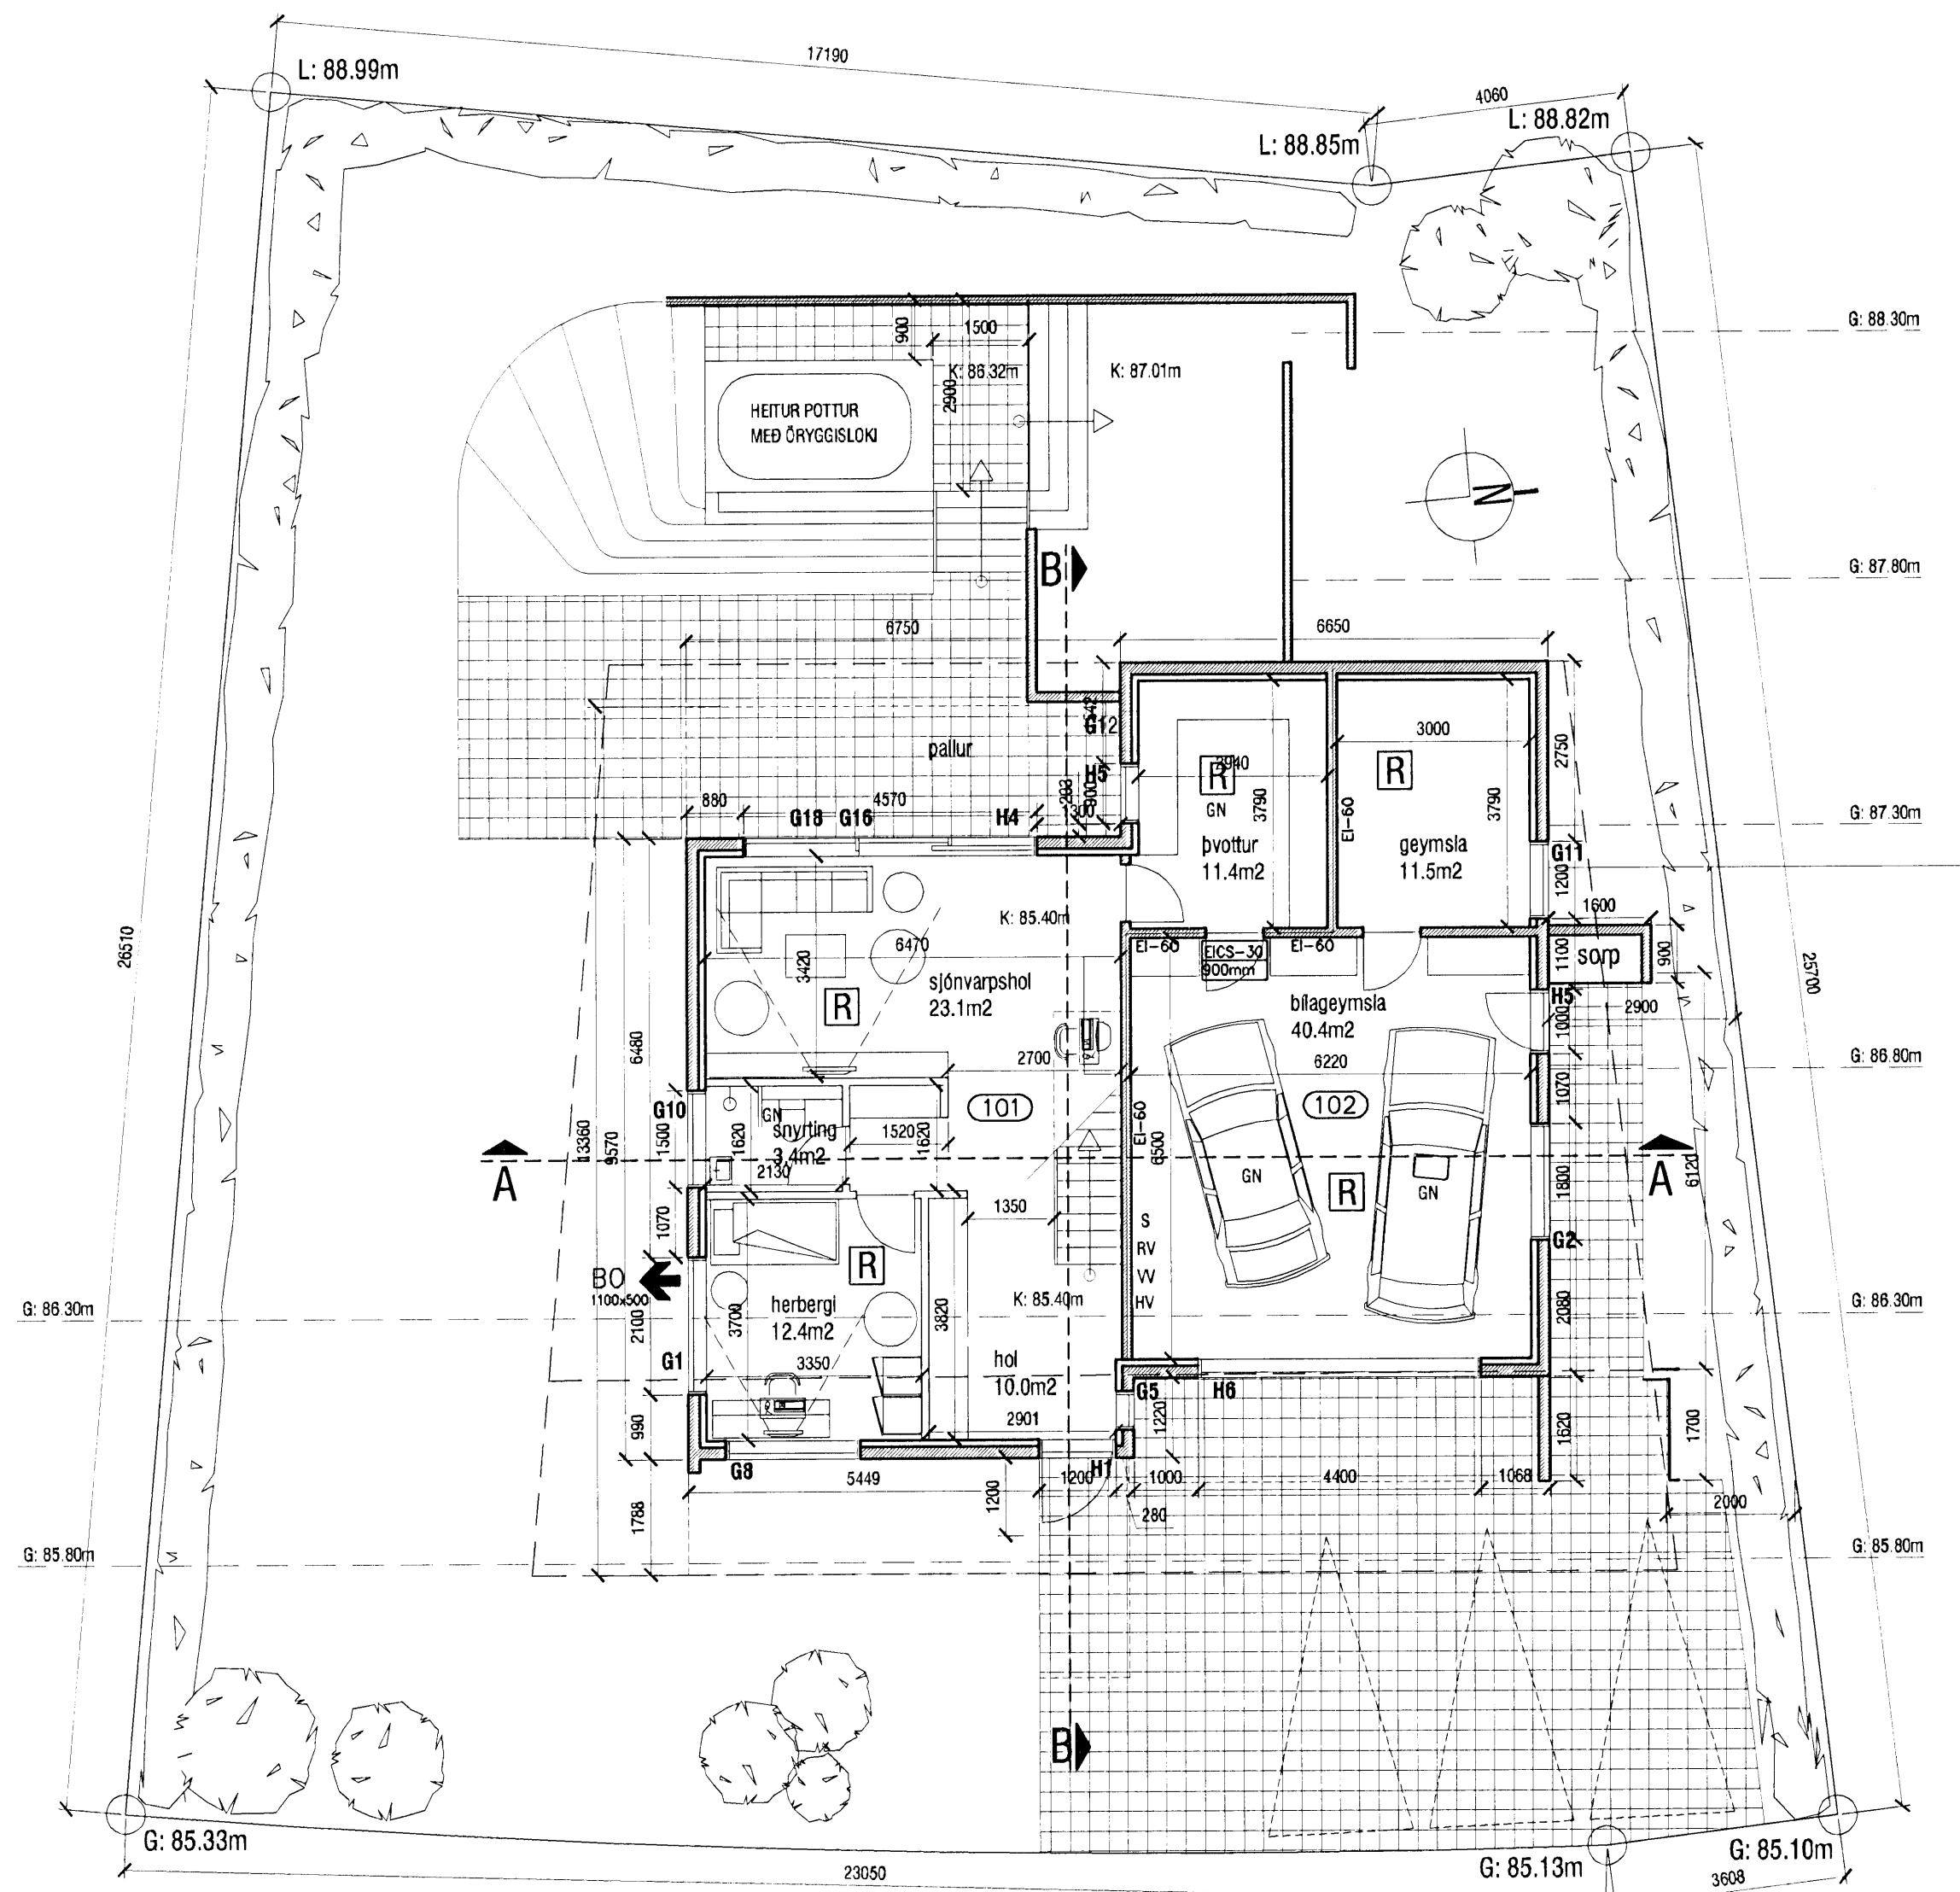 17190
4060
L: 88.99m
L: 88.82m
L: 88.85m
G: 88.30m
900
1500
K: 86.32m
K: 87.01m
2900
HEITUR POTTUR
MEÐ ÖRYGGISLOKI
N
G: 87.80m
B
6750
6650
G12
pallur
3000
2750
H5
R
R
2940
GN
3790
3790
EI-60
880
4570
1300
900
G18
G16
H4
G: 87.30m
þvottur
11.4m2
geymsla
11.5m2
G11
1200
1600
K: 85.40m
26510
6470
3420
EI-60
EICS-30
900mm
EI-60
1100
sorp
900
25700
sjónvarpshol
23.1m2
R
bílageymsla
40.4m2
H5
1000
2900
6480
2700
6220
G: 86.80m
1070
G10
GN
snyrting
3.4m2
101
102
EI-60
6500
13360
9570
1500
1620
1520
1620
2130
A
A
1800
6120
GN
GN
R
1070
1350
S
RV
VV
HV
G2
BO
1100x500
R
G: 86.30m
2100
3700
herbergi
12.4m2
3820
K: 85.40m
2080
G: 86.30m
G1
3350
hol
10.0m2
G5
H6
990
2901
1220
1620
1700
G8
5449
1200
1200
H1
1000
4400
1068
1788
280
2000
G: 85.80m
G: 85.80m
B
G: 85.33m
G: 85.13m
G: 85.10m
23050
3608